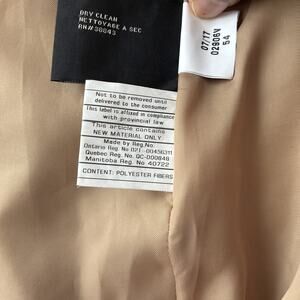 DRY CLEAN
NETTOYAGE A SEC
RN#38843
07/17
02906V
54
Not to be removed until
delivered to the consumer
This label is affixed in compliance
with provincial law
This article contains
NEW MATERIAL ONLY
Made by Reg.No.
Ontario Reg. No 02T-00456311
Quebec Reg. No. QC-000848
Manitoba Reg No. 40722
CONTENT: POLYESTER FIBERS